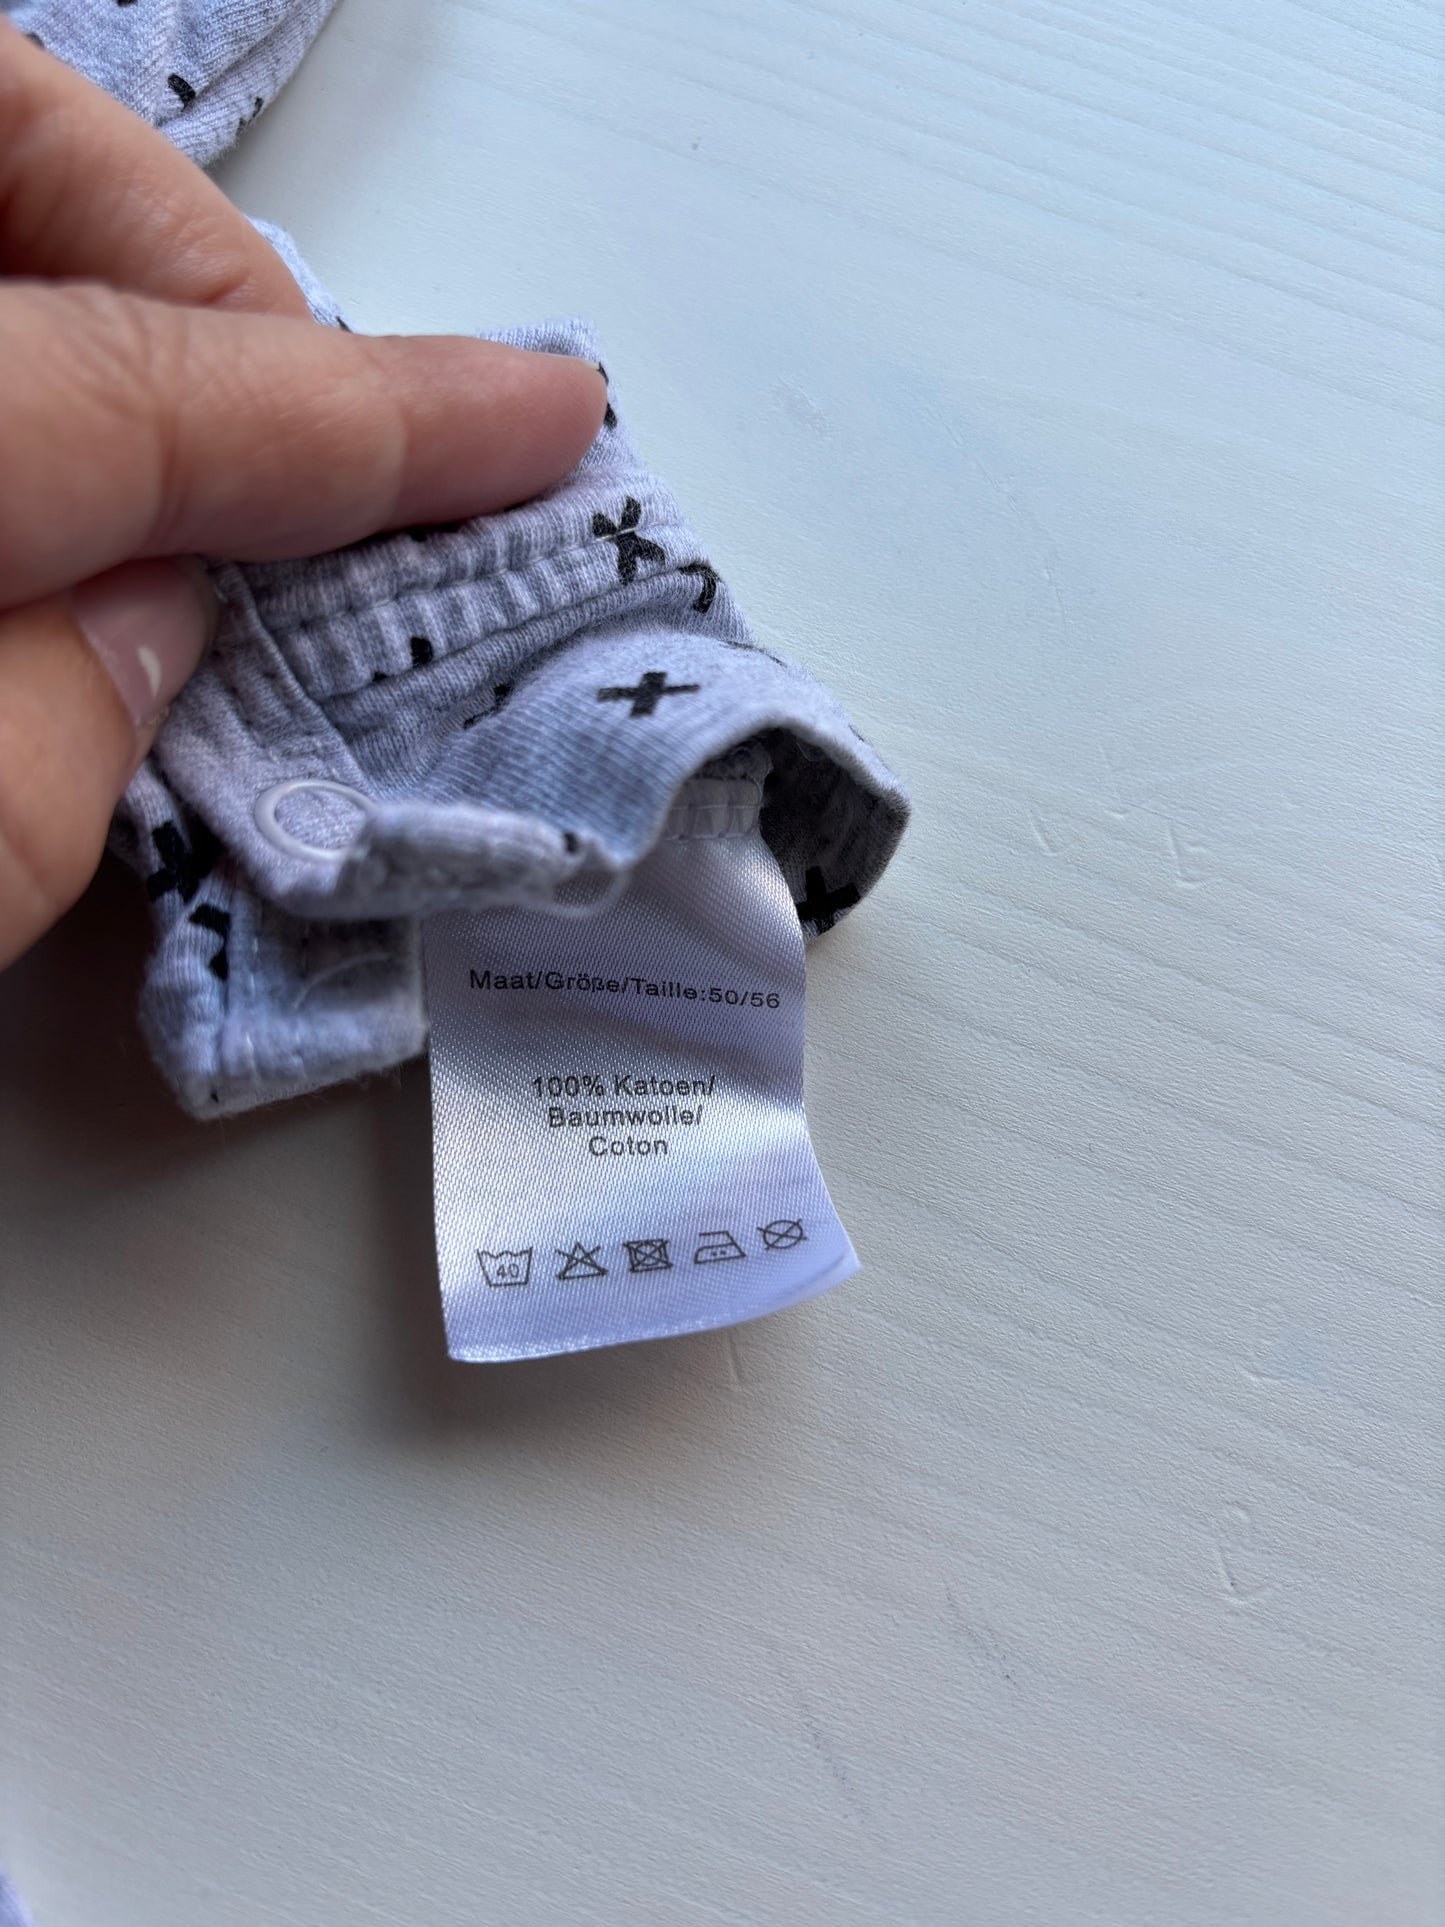 Maat/Größe/Taille:50/56
100% Katoen/
Baumwolle/
Coton
40